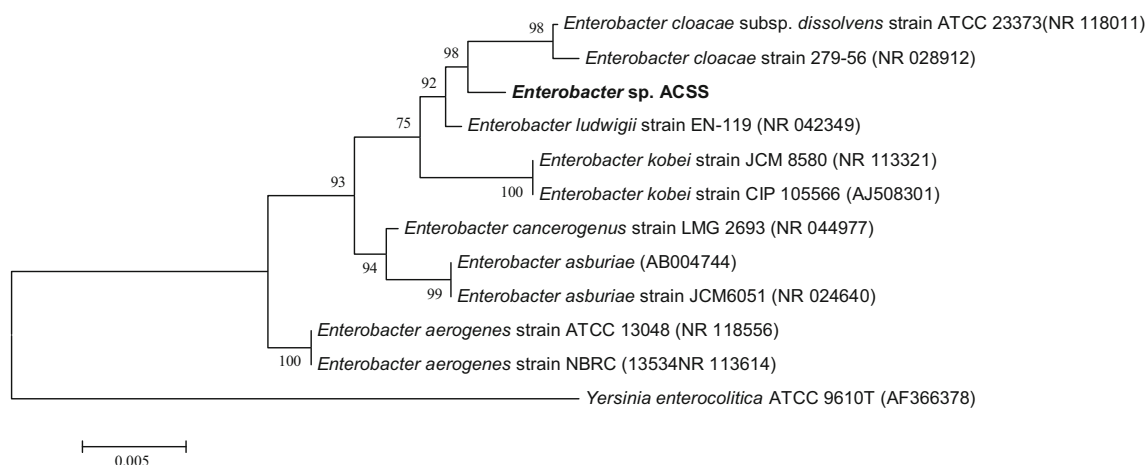 Enterobacter cloacae subsp. dissolvens strain ATCC 23373(NR 118011)
98
Enterobacter cloacae strain 279-56 (NR 028912)
98
Enterobacter sp. ACSS
92
Enterobacter ludwigii strain EN-119 (NR 042349)
75
Enterobacter kobei strain JCM 8580 (NR 113321)
100
Enterobacter kobei strain CIP 105566 (AJ508301)
93
Enterobacter cancerogenus strain LMG 2693 (NR 044977)
94
Enterobacter asburiae (AB004744)
99
Enterobacter asburiae strain JCM6051 (NR 024640)
Enterobacter aerogenes strain ATCC 13048 (NR 118556)
100
Enterobacter aerogenes strain NBRC (13534NR 113614)
Yersinia enterocolitica ATCC 9610T (AF366378)
0.005